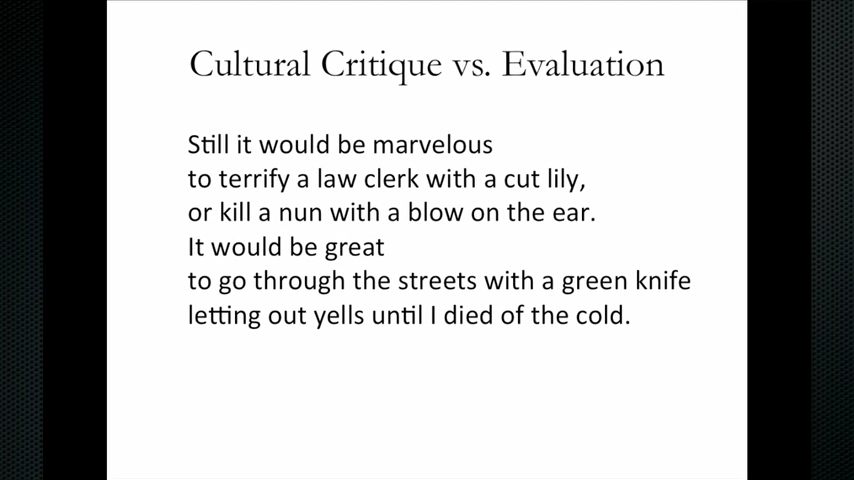 Cultural Critique vs. Evaluation
Still it would be marvelous
to terrify a law clerk with a cut lily,
or kill a nun with a blow on the ear.
It would be great
to go through the streets with a green knife
letting out yells until I died of the cold.